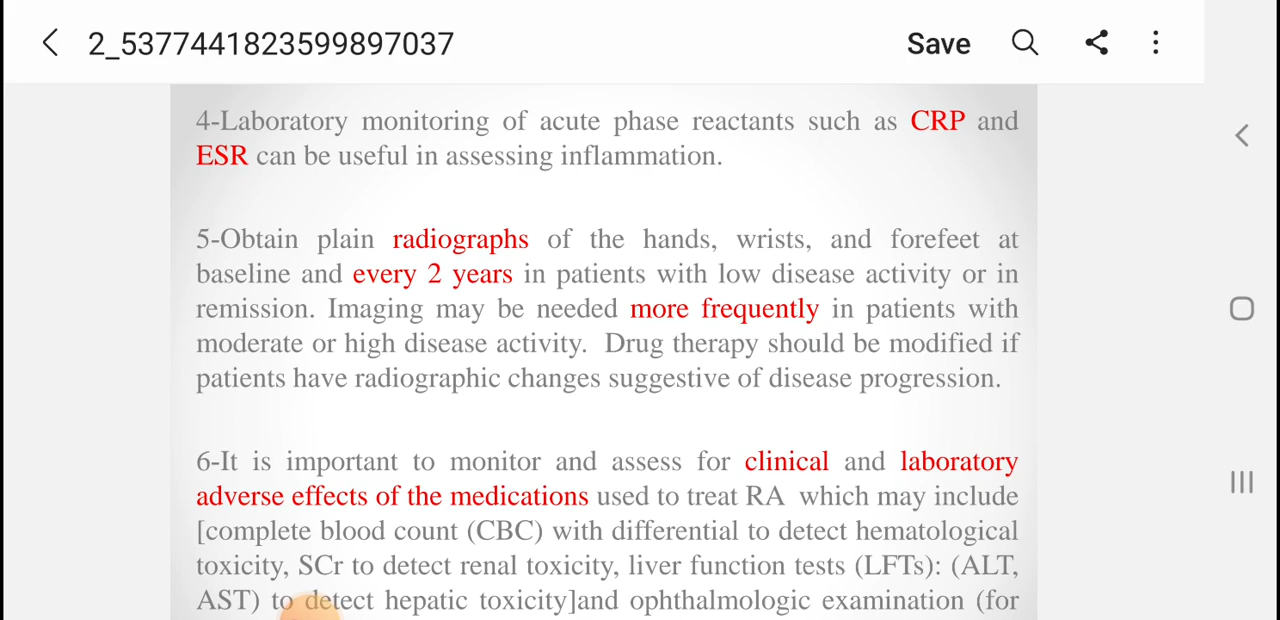 2_5377441823599897037
Save
4-Laboratory monitoring of acute phase reactants such as CRP and
ESR can be useful in assessing inflammation.
5-Obtain plain radiographs of the hands, wrists, and forefeet at
baseline and every 2 years in patients with low disease activity or in
remission. Imaging may be needed more frequently in patients with
moderate or high disease activity. Drug therapy should be modified if
patients have radiographic changes suggestive of disease progression.
6-It is important to monitor and assess for clinical and laboratory
adverse effects of the medications used to treat RA which may include
[complete blood count (CBC) with differential to detect hematological
toxicity, SCr to detect renal toxicity, liver function tests (LFTs): (ALT,
AST) to detect hepatic toxicity]and ophthalmologic examination (for